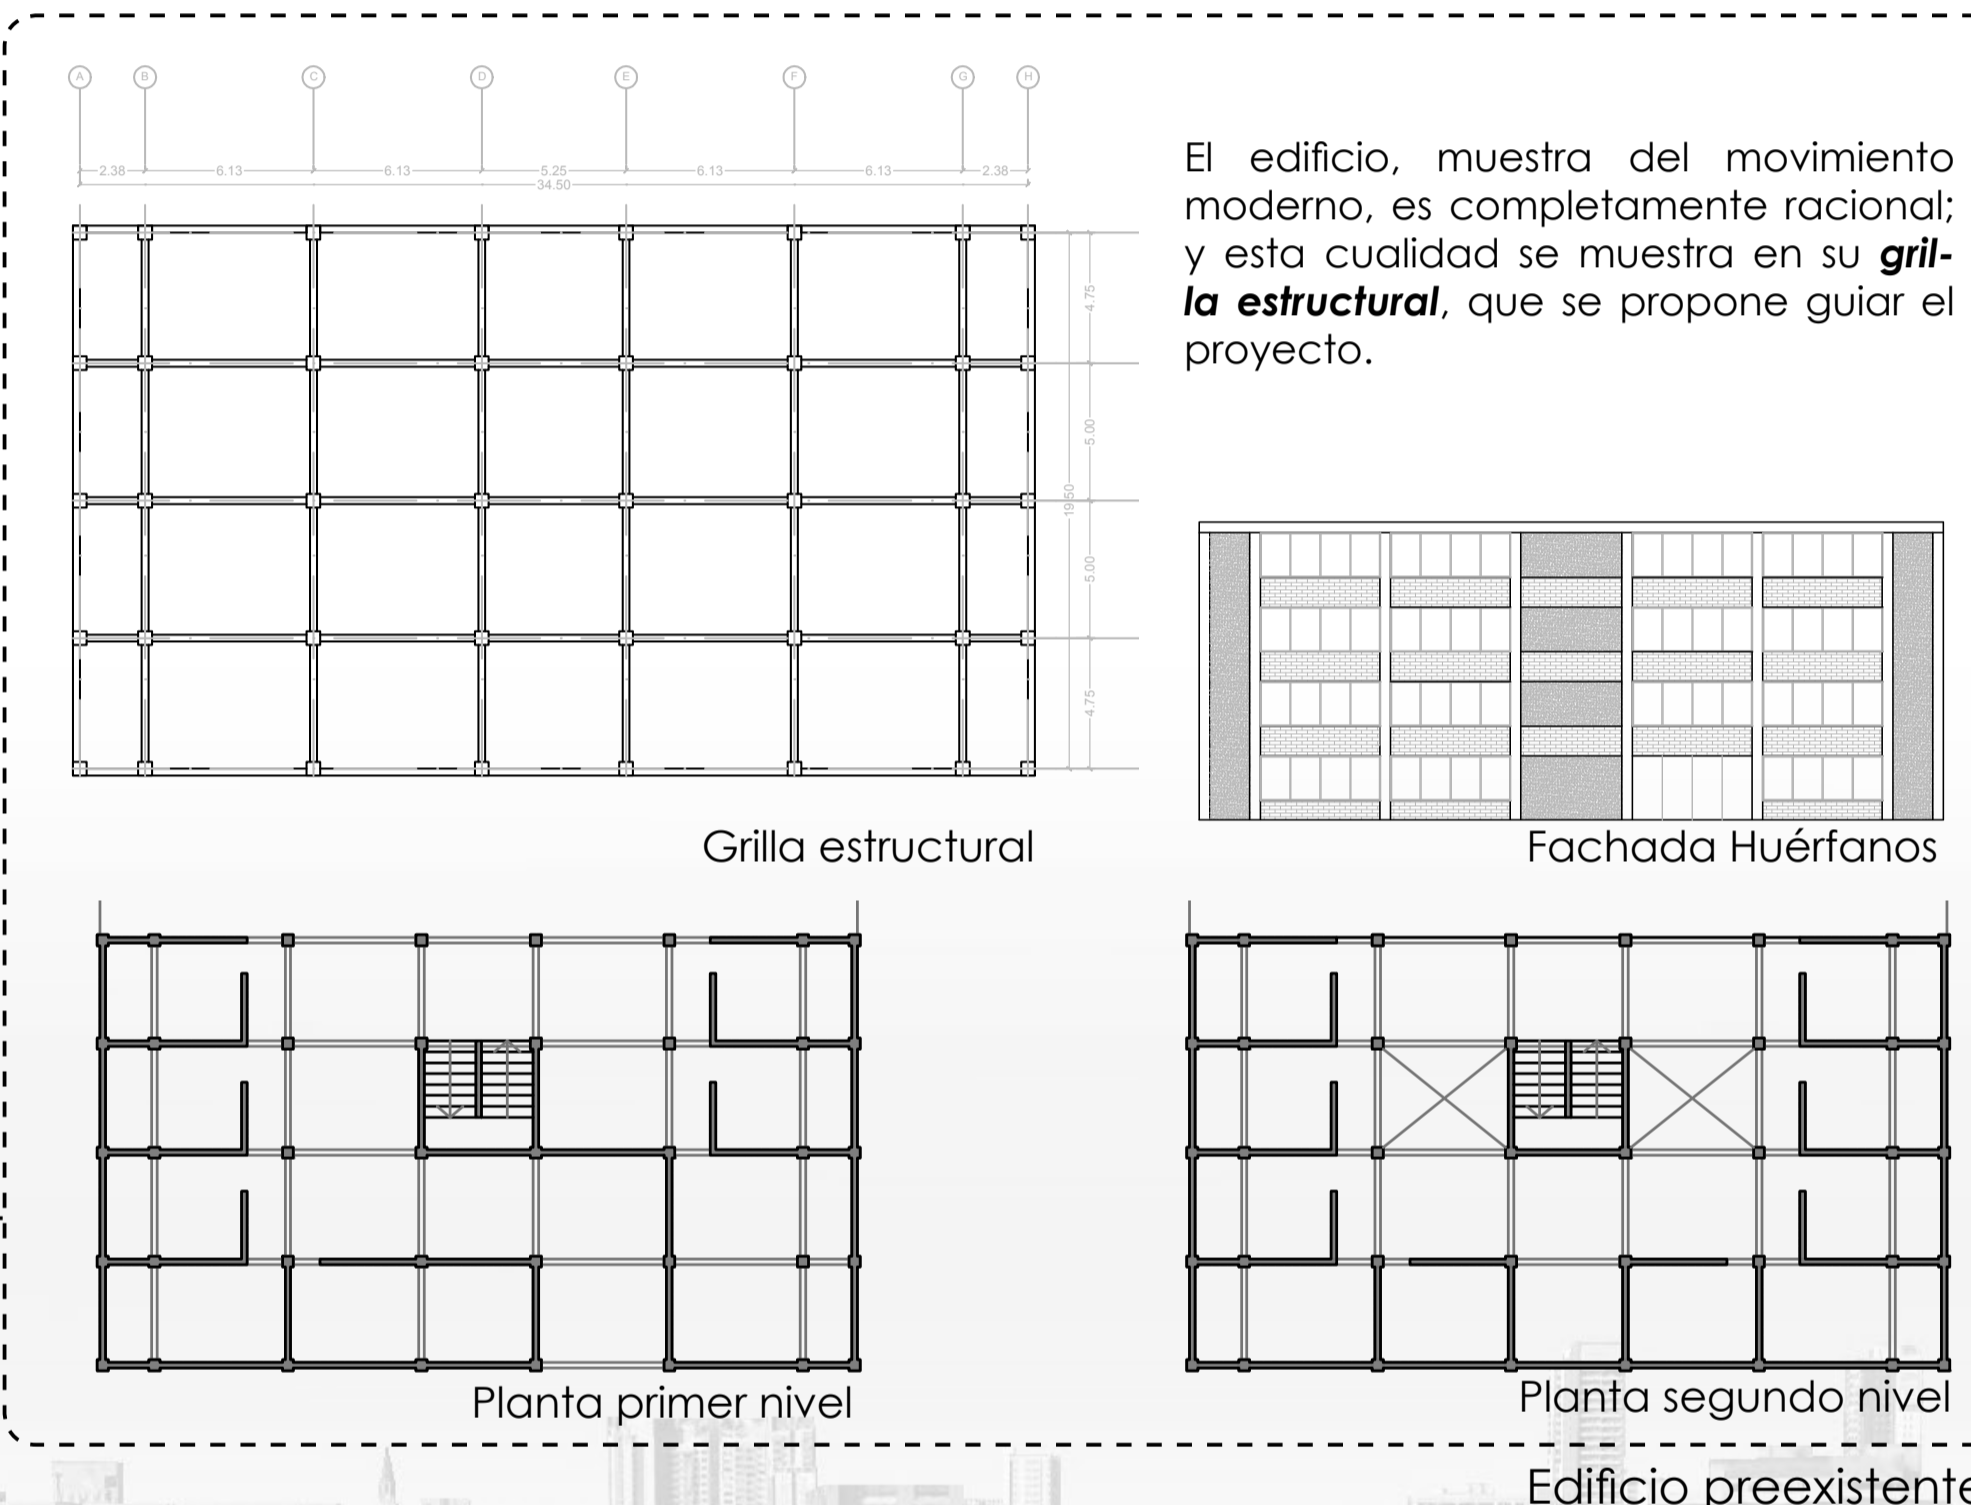 A B C D E F G H
2.38 6.13 6.13 5.25 6.13 6.13 2.38
34.50
4.75
5.00
19.50
5.00
4.75
El edificio, muestra del movimiento
moderno, es completamente racional;
y esta cualidad se muestra en su gril-
la estructural, que se propone guiar el
proyecto.
Grilla estructural
Fachada Huérfanos
Planta primer nivel
Planta segundo nivel
Edificio preexistente